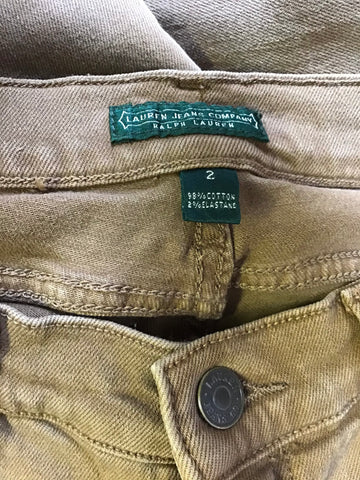 LAUREN JEANS COMPANY
RALPH LAUREN
2
98% COTTON
2% ELASTANE